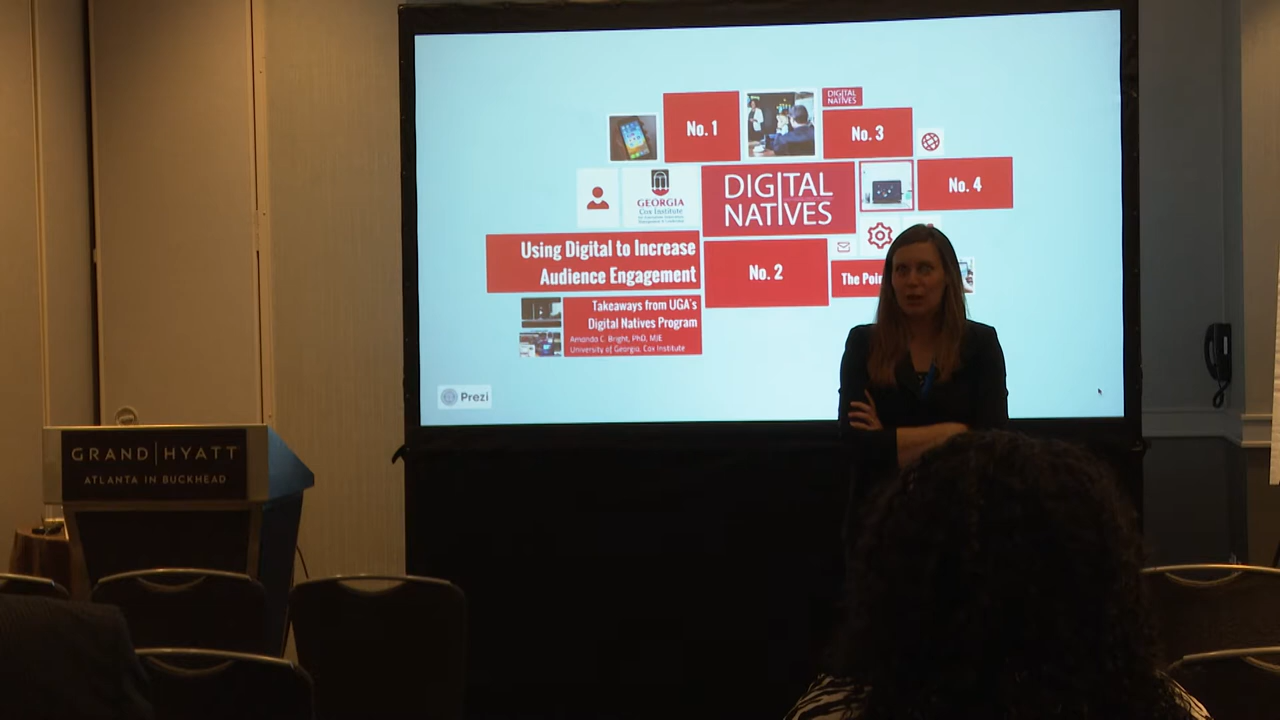 DIGITAL
NATIVES
No. 1
No. 3
No. 4
GEORGIA
Cox Institute
DIGITAL
NATIVES
Using Digital to Increase
Audience Engagement
No. 2
The Poin
Takeaways from UGA's
Digital Natives Program
Amanda C. Bright, PhD, MJE
University of Georgia, Cox Institute
Prezi
GRAND HYATT
ATLANTA IN BUCKHEAD